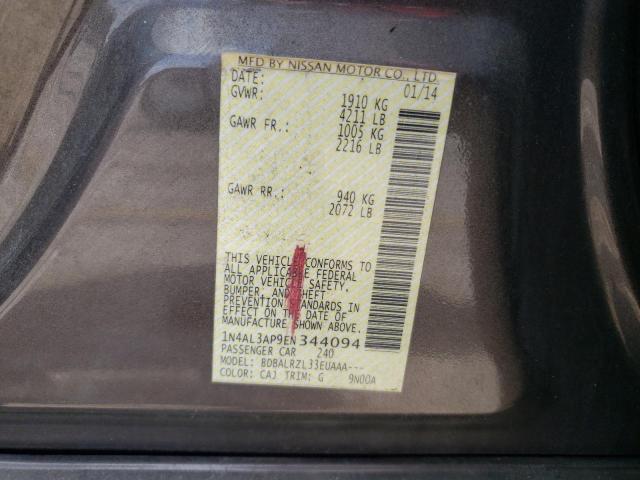 MFD BY NISSAN MOTOR CO., LTD.
DATE: 01/14
GVWR: 1910 KG
4211 LB
GAWR FR.: 1005 KG
2216 LB
GAWR RR.: 940 KG
2072 LB
THIS VEHICLE CONFORMS TO
ALL APPLICABLE FEDERAL
MOTOR VEHICLE SAFETY,
BUMPER, AND THEFT
PREVENTION STANDARDS IN
EFFECT ON THE DATE OF
MANUFACTURE SHOWN ABOVE.
1N4AL3AP9EN344094
PASSENGER CAR 240
MODEL: BDBALRZL33EUAAA---
COLOR: CAJ TRIM: G 9N00A